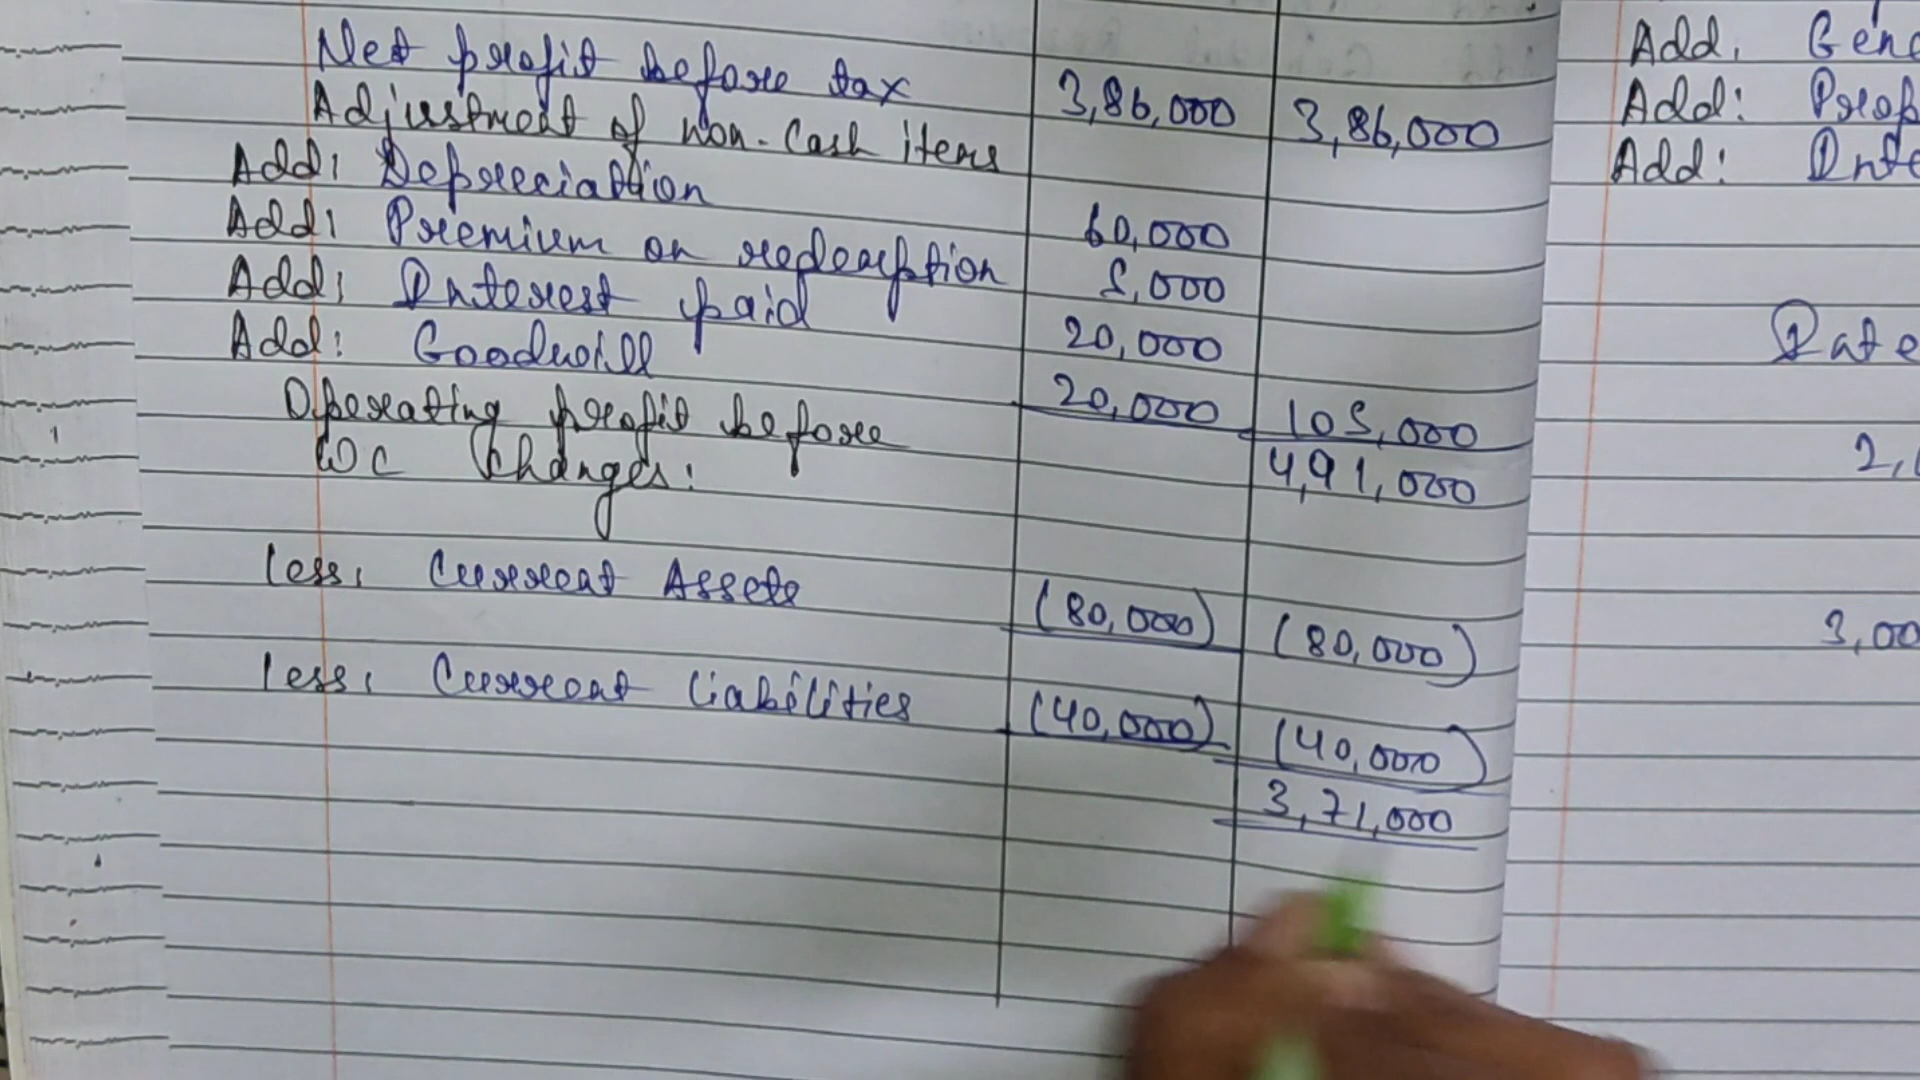 Net profit before tax 3,86,000 3,86,000
Adjustment of non-cash items
Add: Depreciation 60,000
Add: Premium on redemption 5,000
Add: Interest paid 20,000
Add: Goodwill 20,000 105,000
Operating profit before
WC Changes: 4,91,000
Less: Current Assets (80,000) (80,000)
Less: Current Liabilities (40,000) (40,000)
3,71,000
Add:
Add:
Add: